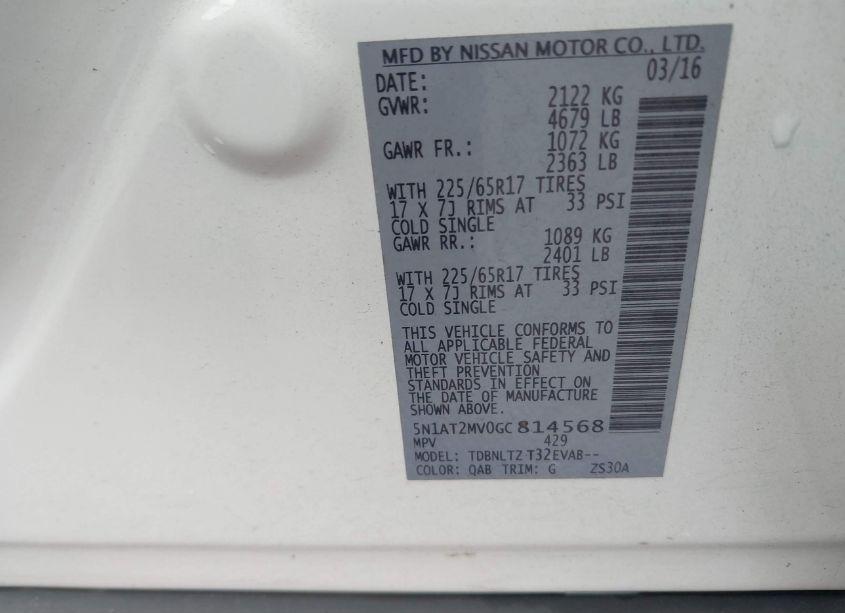 MFD BY NISSAN MOTOR CO., LTD.
DATE: 03/16
GVWR: 2122 KG
4679 LB
GAWR FR.: 1072 KG
2363 LB
WITH 225/65R17 TIRES
17 X 7J RIMS AT 33 PSI
COLD SINGLE
GAWR RR.: 1089 KG
2401 LB
WITH 225/65R17 TIRES
17 X 7J RIMS AT 33 PSI
COLD SINGLE
THIS VEHICLE CONFORMS TO
ALL APPLICABLE FEDERAL
MOTOR VEHICLE SAFETY AND
THEFT PREVENTION
STANDARDS IN EFFECT ON
THE DATE OF MANUFACTURE
SHOWN ABOVE.
5N1AT2MV0GC814568
MPV 429
MODEL: TDBNLTZ T32EVAB--
COLOR: QAB TRIM: G ZS30A